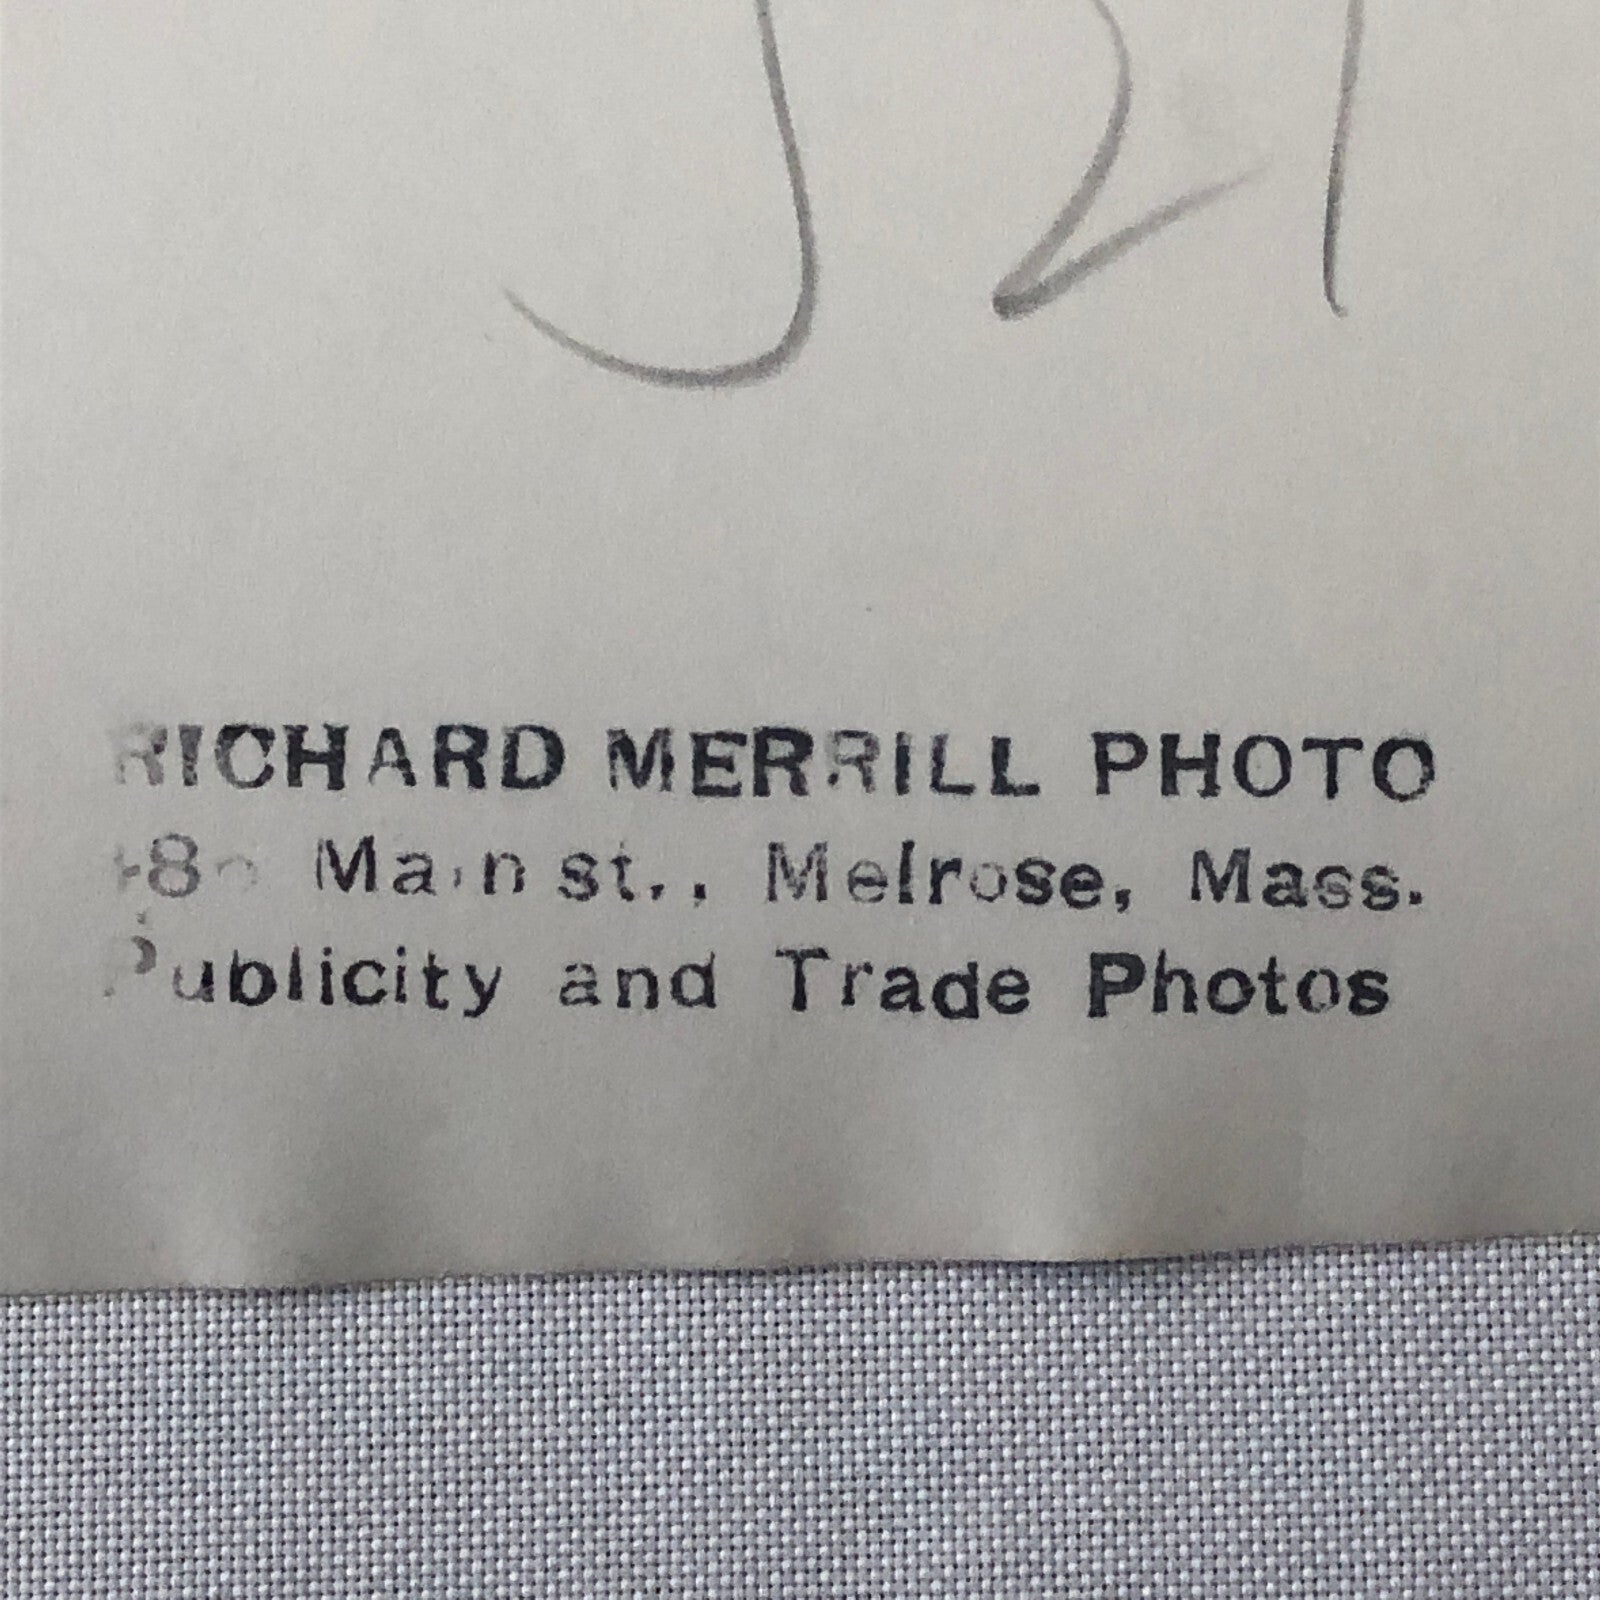 RICHARD MERRILL PHOTO
Main st., Melrose, Mass.
Publicity and Trade Photos